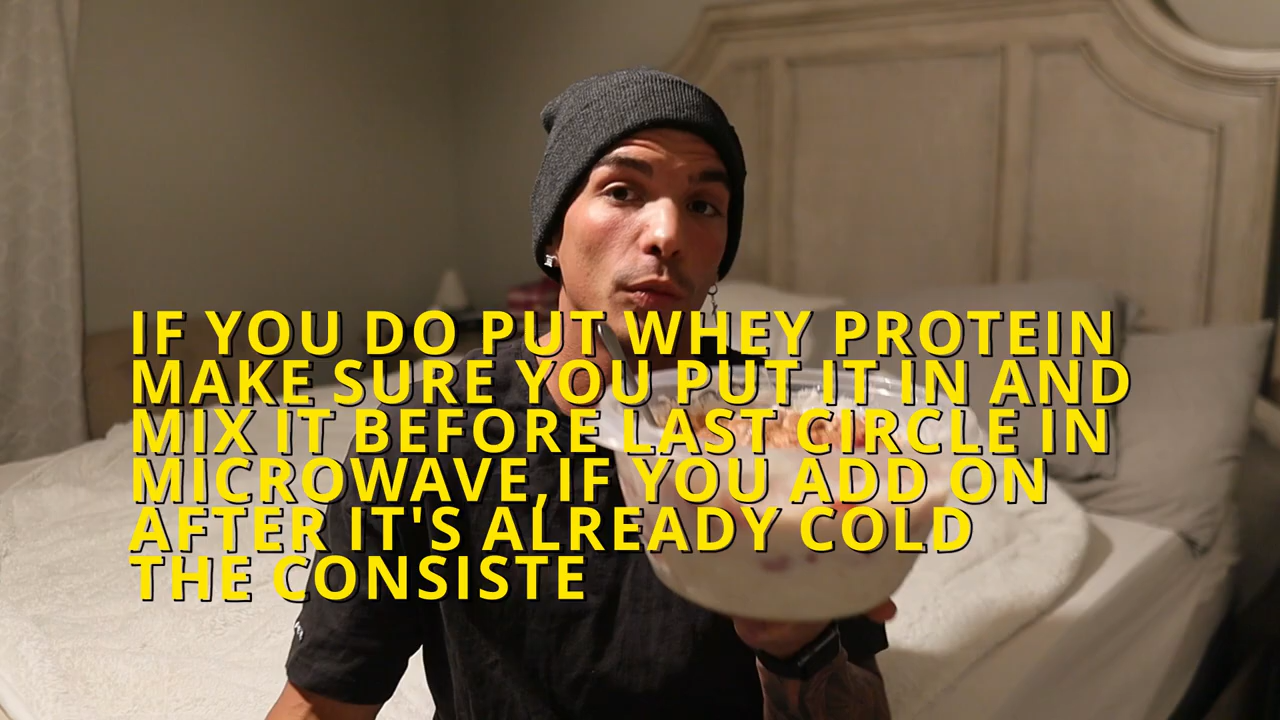 IF YOU DO PUT WHEY PROTEIN
MAKE SURE YOU PUT IT IN AND
MIX IT BEFORE LAST CIRCLE IN
MICROWAVE,IF YOU ADD ON
AFTER IT'S ALREADY COLD
THE CONSISTE